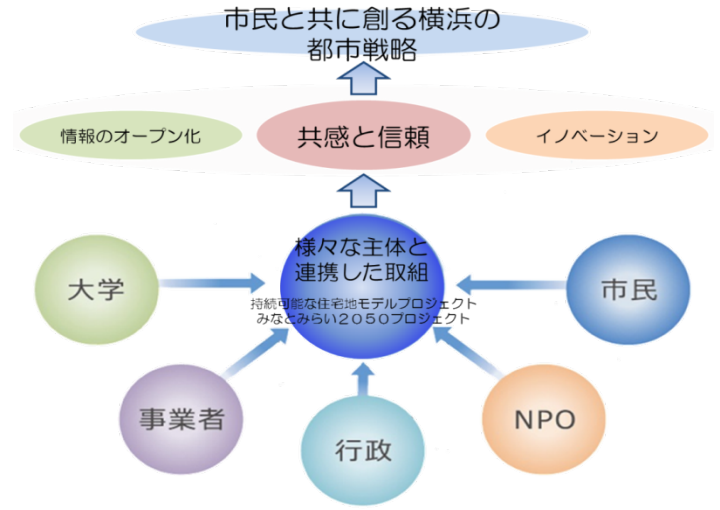 市民と共に創る横浜の
都市戦略
情報のオープン化
共感と信頼
イノベーション
様々な主体と
連携した取組
持続可能な住宅地モデルプロジェクト
みなとみらい２０５０プロジェクト
大学
市民
事業者
行政
NPO